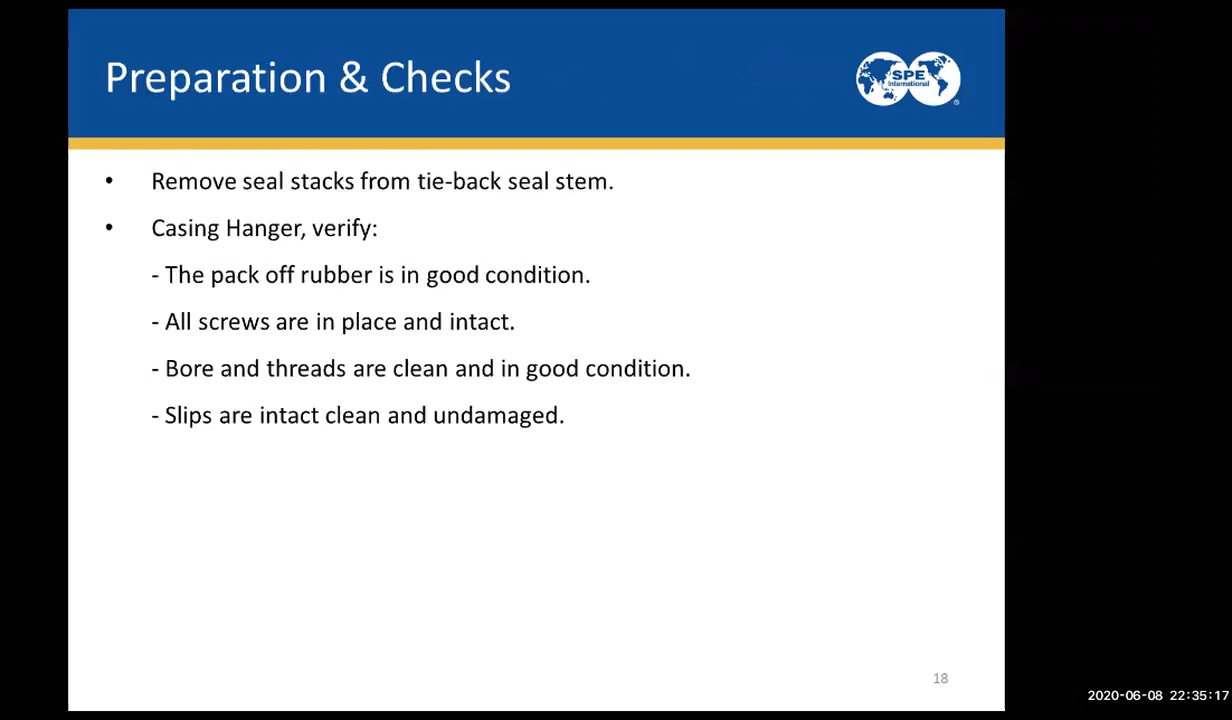 Preparation & Checks
SPE
International
®
• Remove seal stacks from tie-back seal stem.
• Casing Hanger, verify:
- The pack off rubber is in good condition.
- All screws are in place and intact.
- Bore and threads are clean and in good condition.
- Slips are intact clean and undamaged.
18
2020-06-08 22:35:17